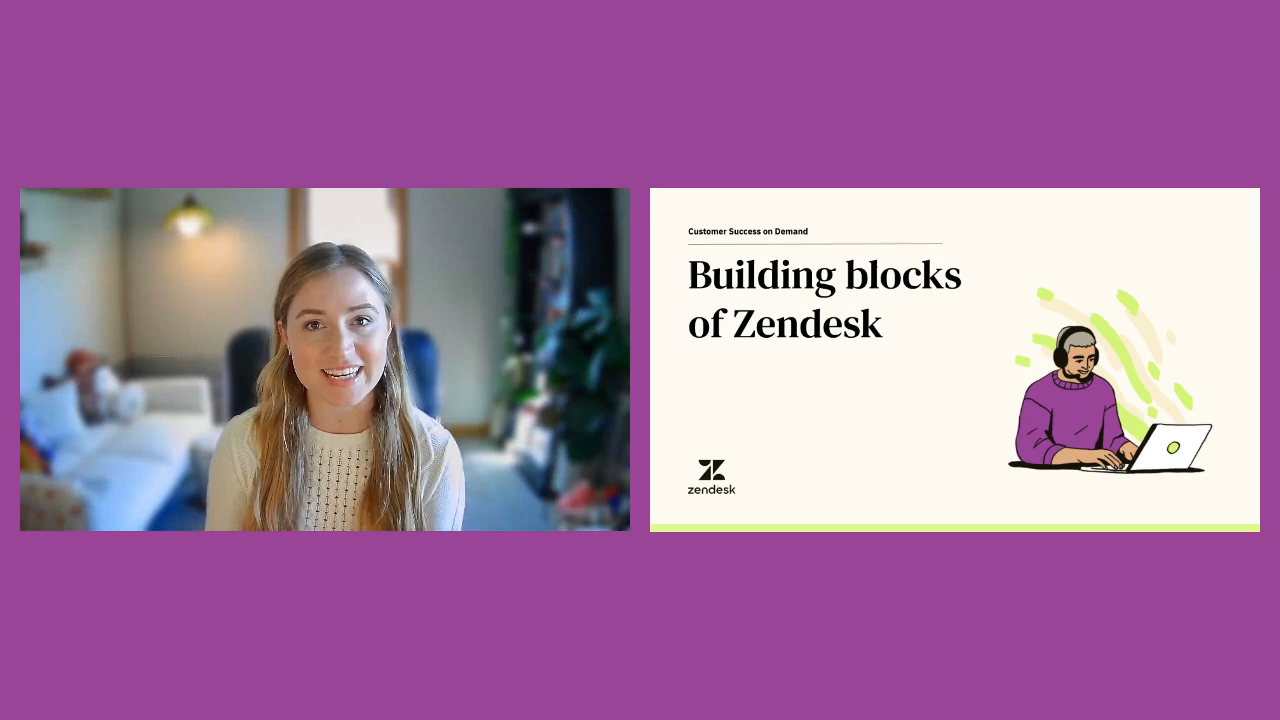 Customer Success on Demand
Building blocks
of Zendesk
zendesk